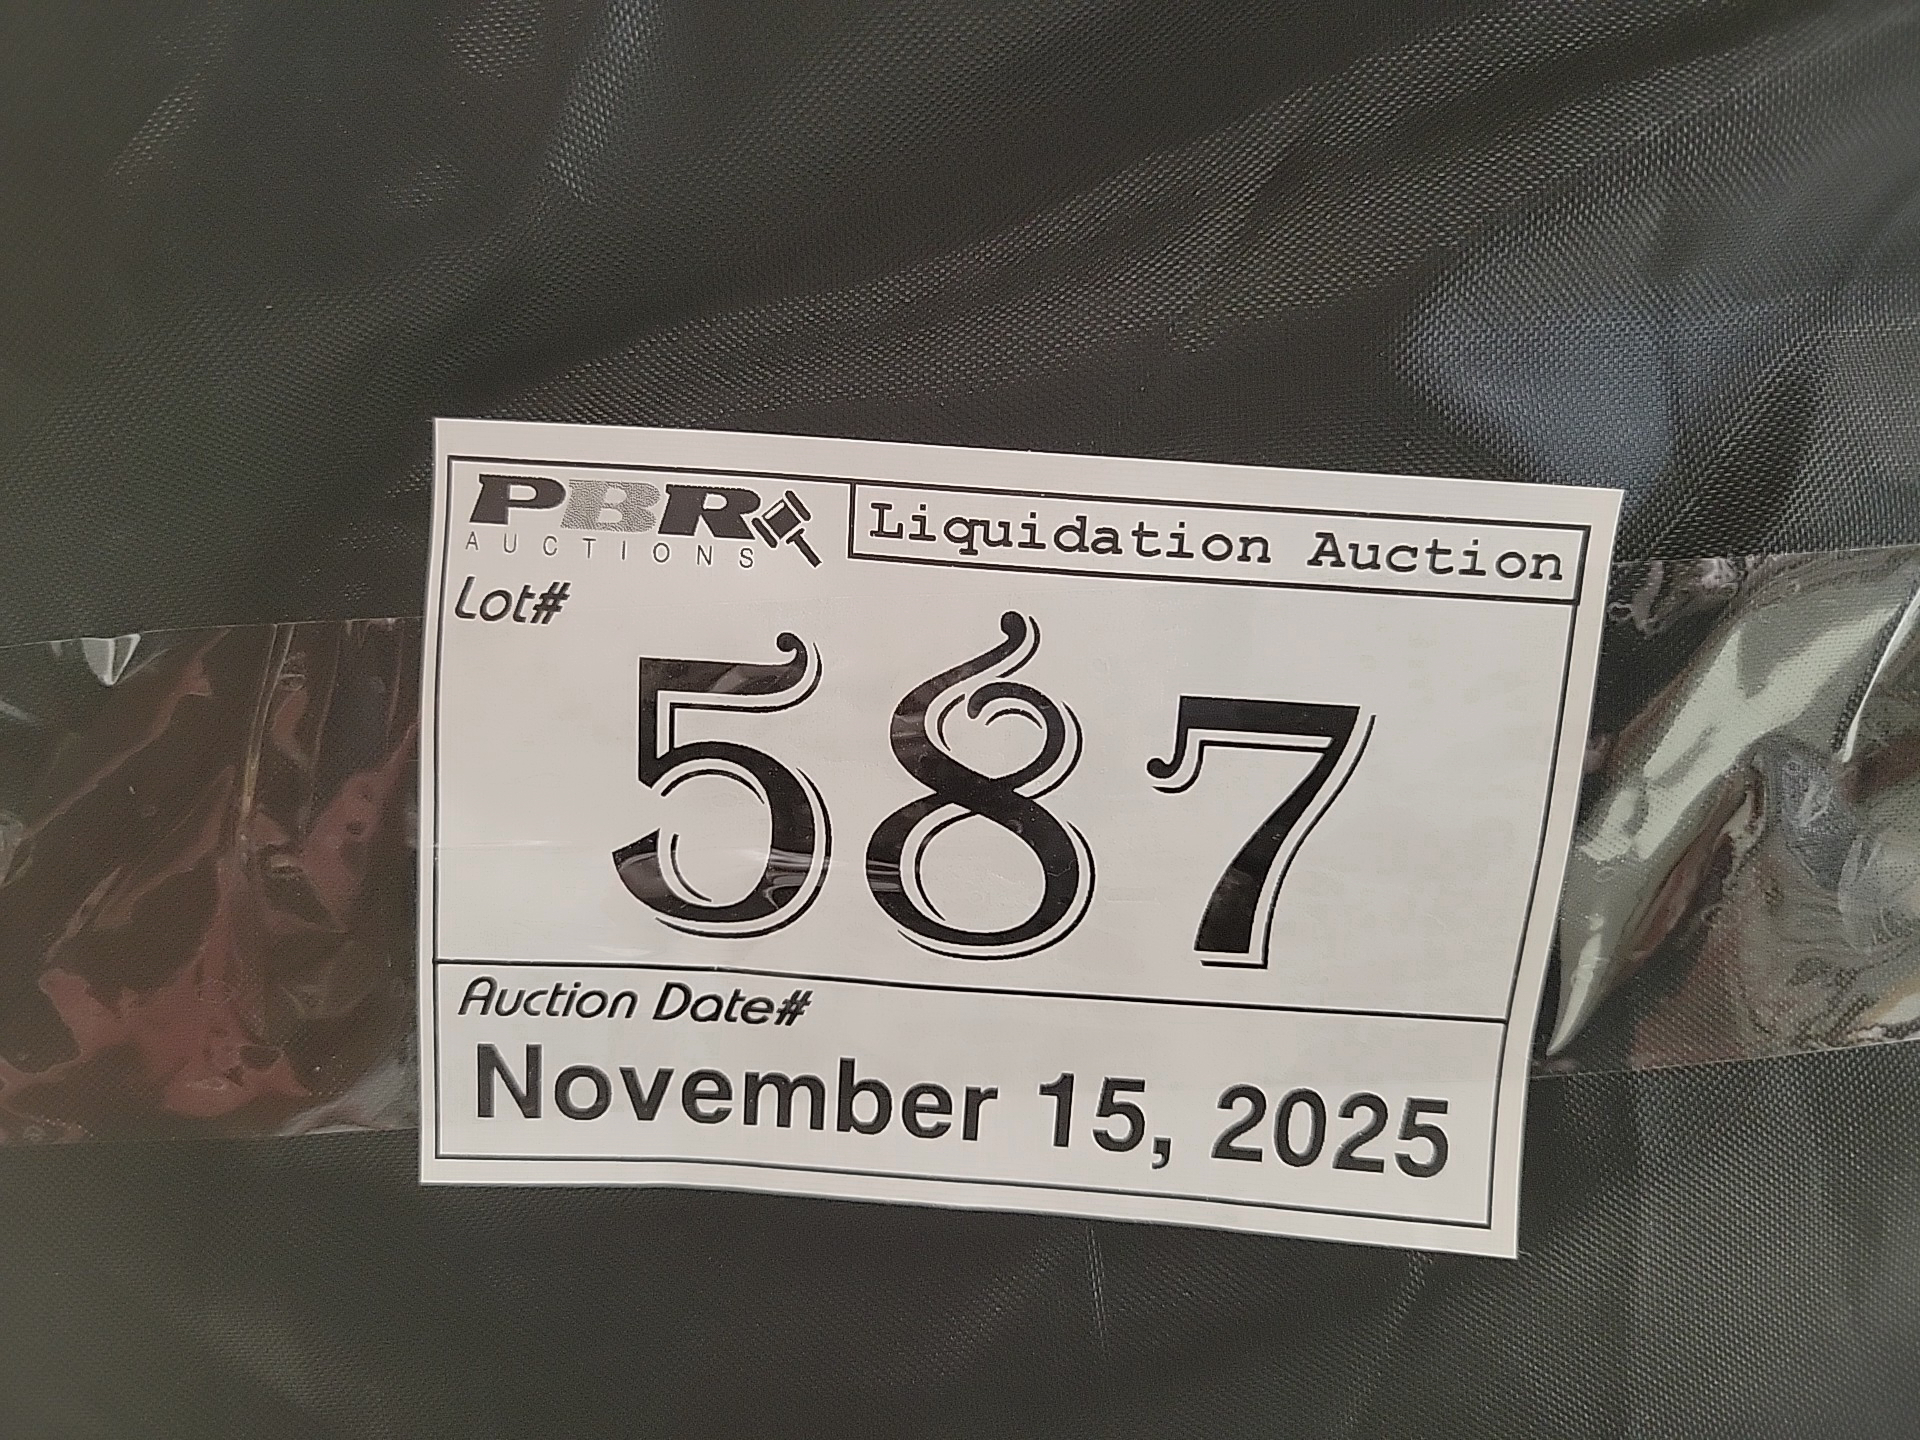 PBR
AUCTIONS
Liquidation Auction
Lot#
587
Auction Date#
November 15, 2025